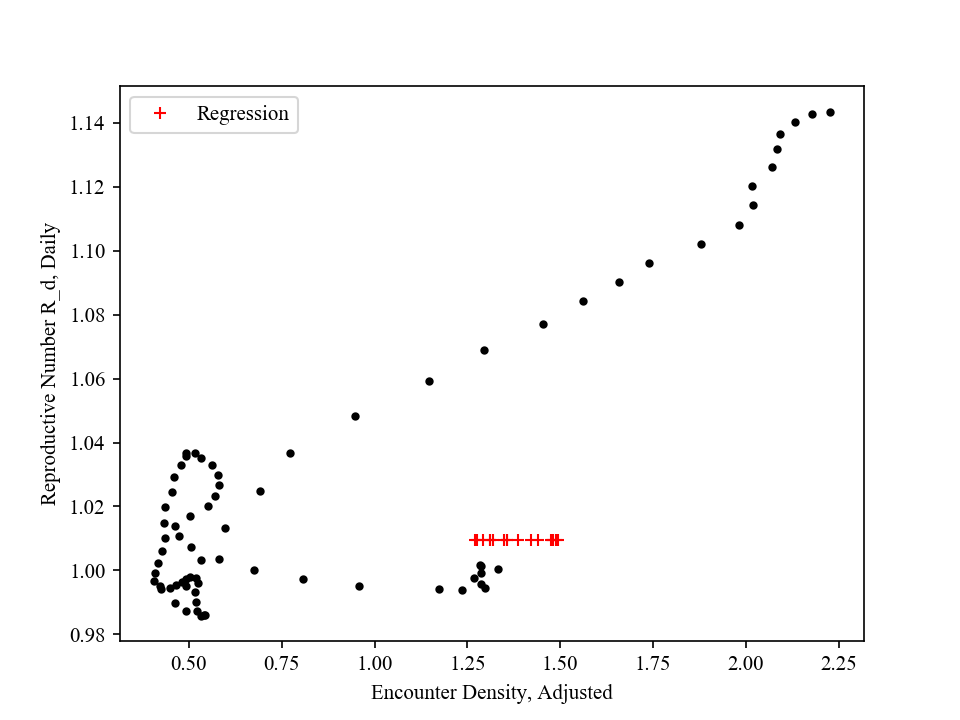 Regression
1.14
1.12
1.10
1.08
1.06
1.04
1.02
1.00
0.98
Reproductive Number R_d, Daily
0.50 0.75 1.00 1.25 1.50 1.75 2.00 2.25
Encounter Density, Adjusted